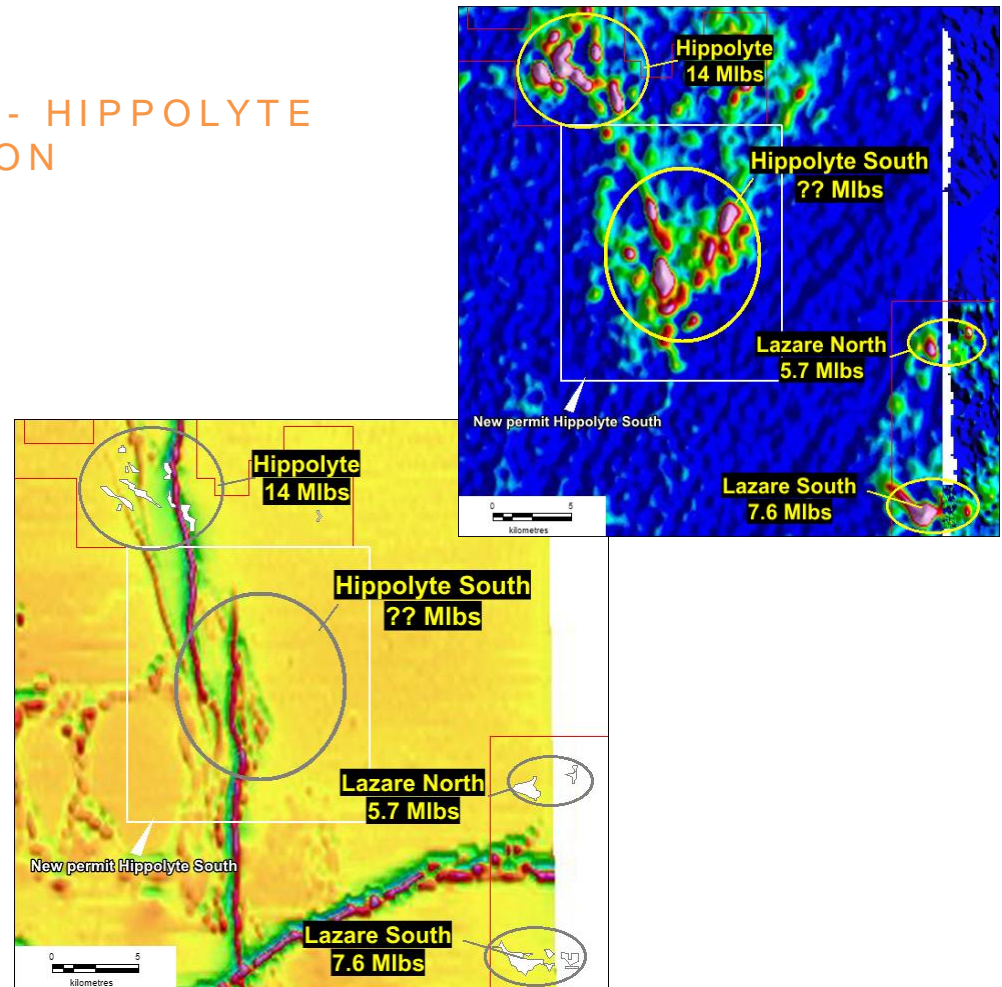 - HIPPOLYTE
ON
Hippolyte
14 Mlbs
Hippolyte South
?? Mlbs
Lazare North
5.7 Mlbs
New permit Hippolyte South
Lazare South
7.6 Mlbs
0 5
kilometres
Hippolyte
14 Mlbs
Hippolyte South
?? Mlbs
Lazare North
5.7 Mlbs
New permit Hippolyte South
Lazare South
7.6 Mlbs
0 5
kilometres